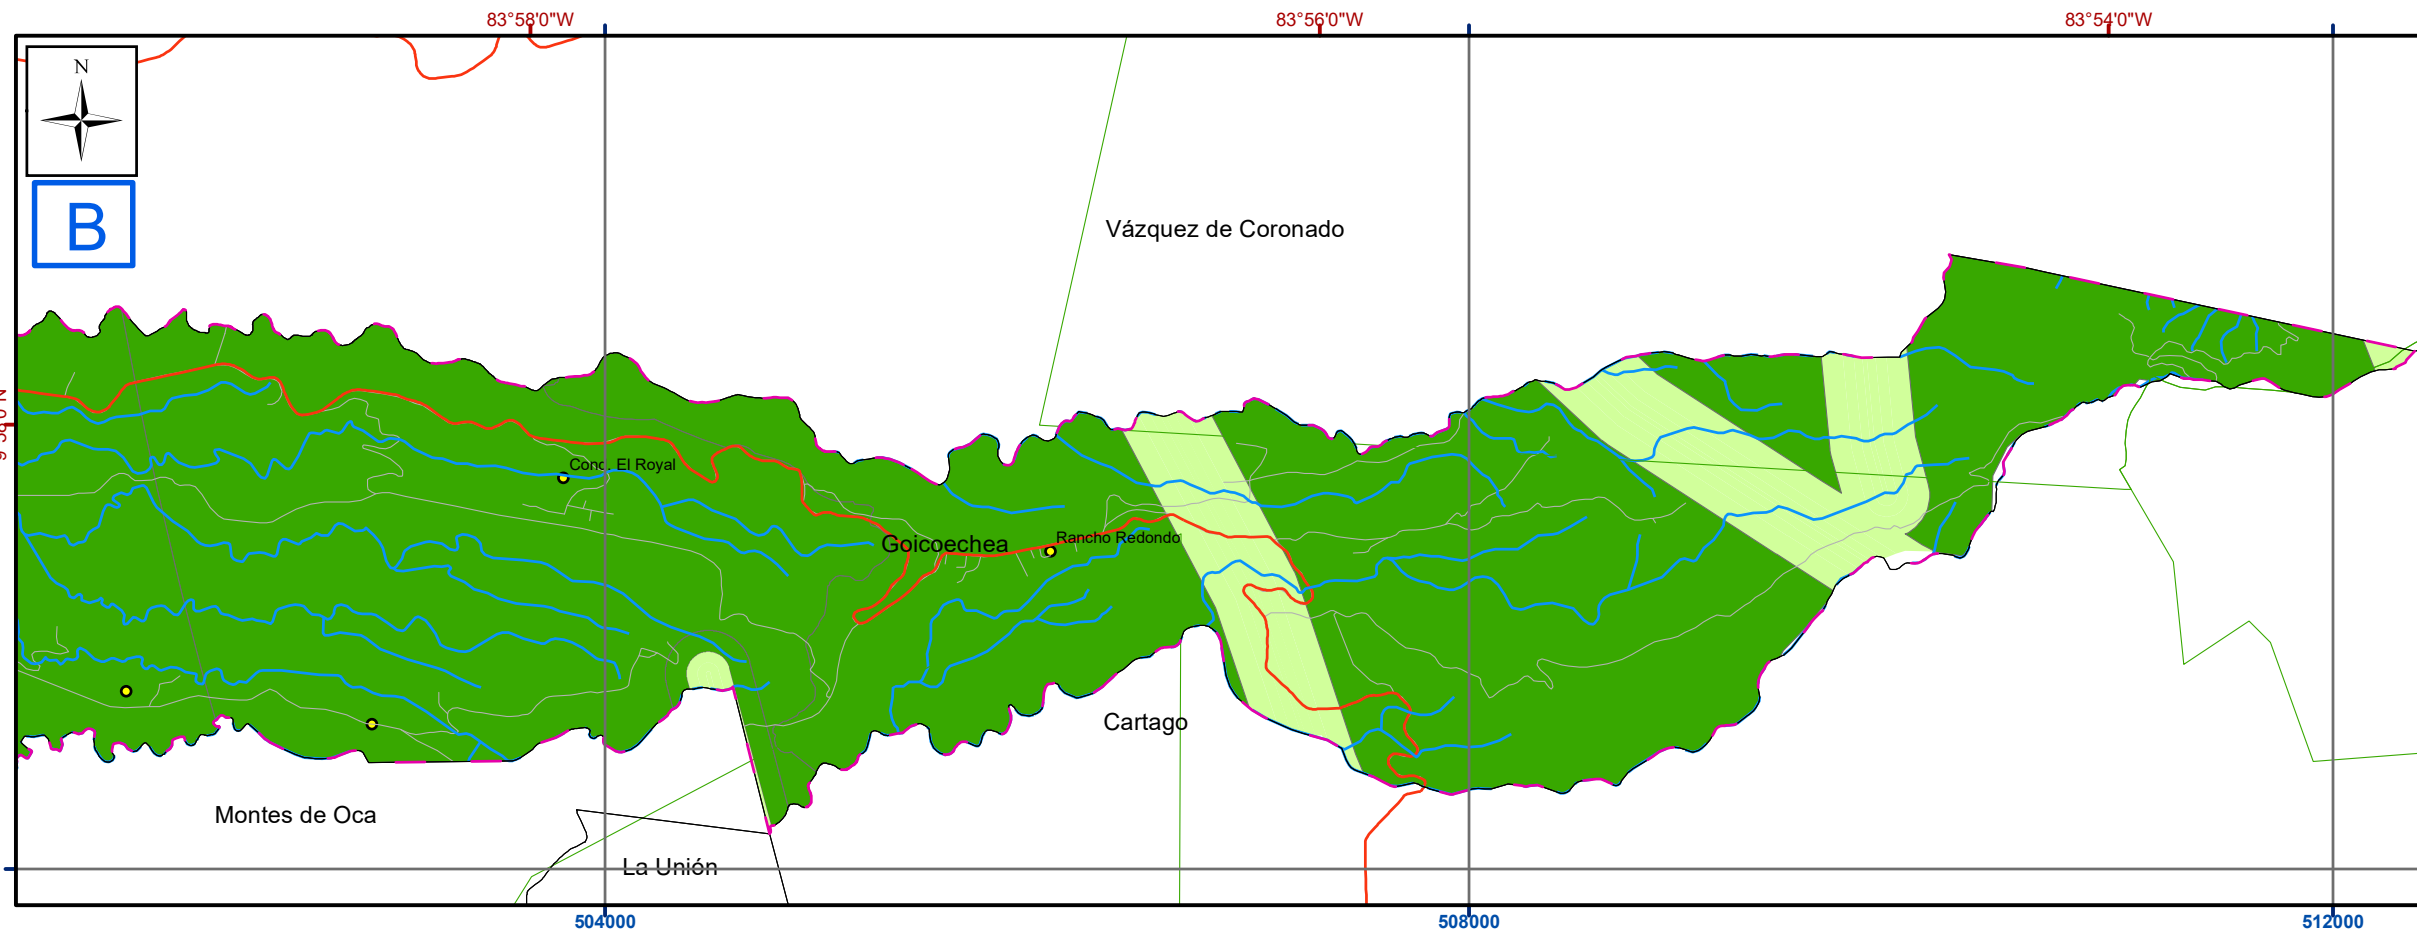 83°58'0"W 83°56'0"W 83°54'0"W
N
B
Vázquez de Coronado
Cond. El Royal
Goicoechea
Rancho Redondo
Cartago
Montes de Oca
La Unión
504000 508000 512000